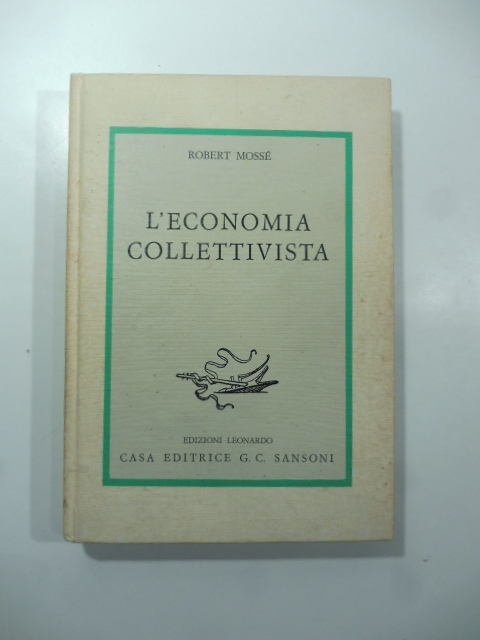 ROBERT MOSSÉ
L'ECONOMIA
COLLETTIVISTA
EDIZIONI LEONARDO
CASA EDITRICE G. C. SANSONI